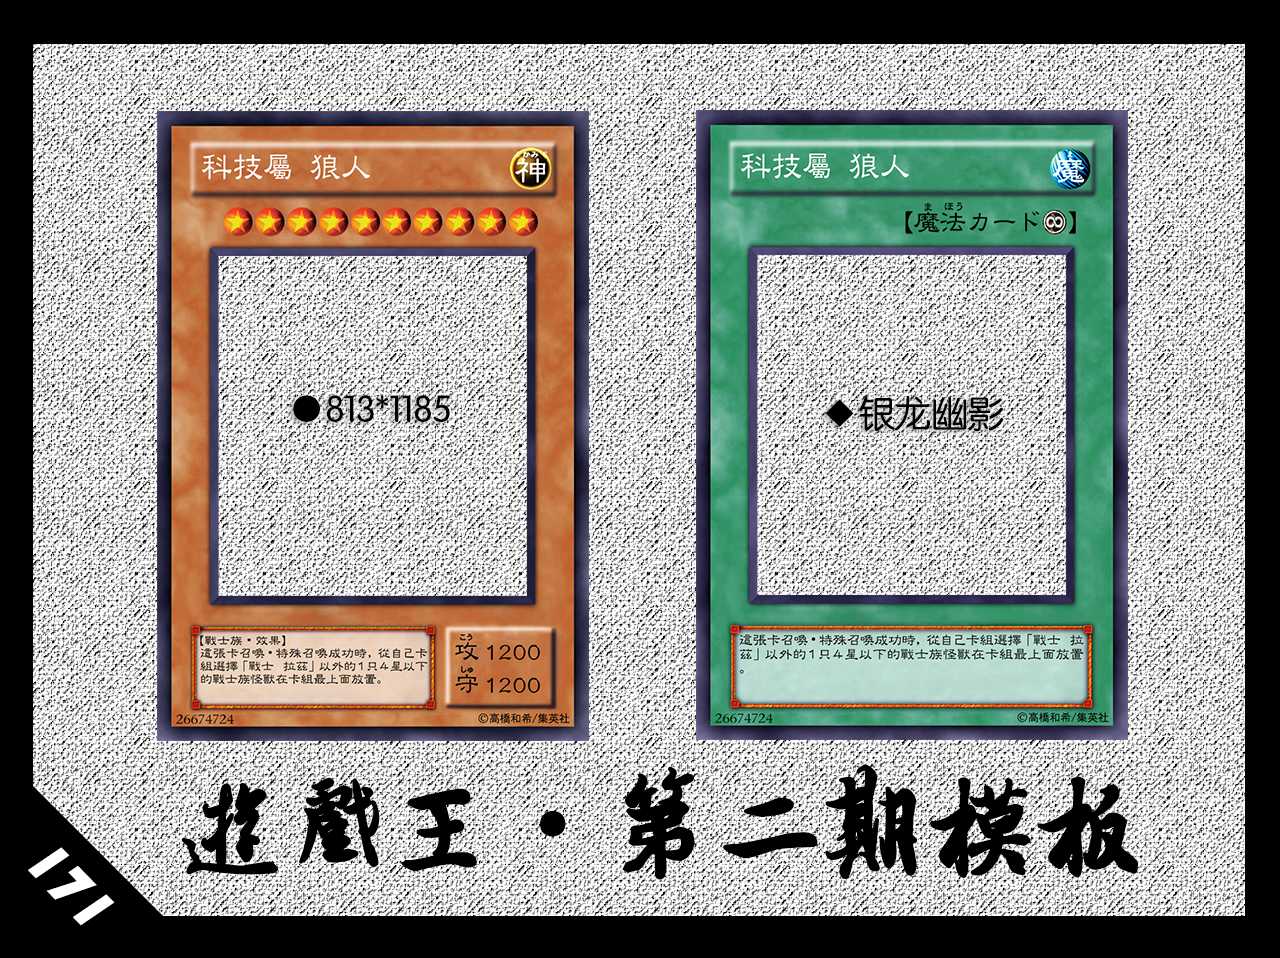 科技屬 狼人
かみ
神
●813*1185
【戰士族・效果】
這張卡召喚・特殊召喚成功時，從自己卡
組選擇「戰士 拉茲」以外的1只4星以下
的戰士族怪獸在卡組最上面放置。
こう
攻 1200
しゅ
守 1200
26674724
©高橋和希/集英社
科技屬 狼人
魔
ま ほう
【魔法カード∞】
◆银龙幽影
這張卡召喚・特殊召喚成功時，從自己卡組選擇「戰士 拉
茲」以外的1只4星以下的戰士族怪獸在卡組最上面放置
。
26674724
©高橋和希/集英社
遊戲王・第二期模板
171